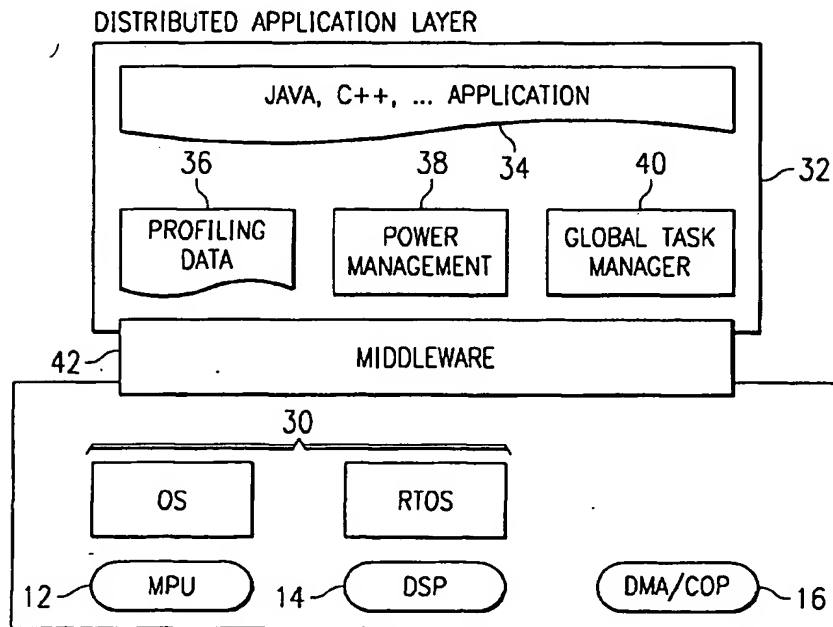 DISTRIBUTED APPLICATION LAYER
JAVA, C++, ... APPLICATION
34
36
38
40
32
PROFILING
DATA
POWER
MANAGEMENT
GLOBAL TASK
MANAGER
42
MIDDLEWARE
30
OS
RTOS
12
MPU
14
DSP
DMA/COP
16